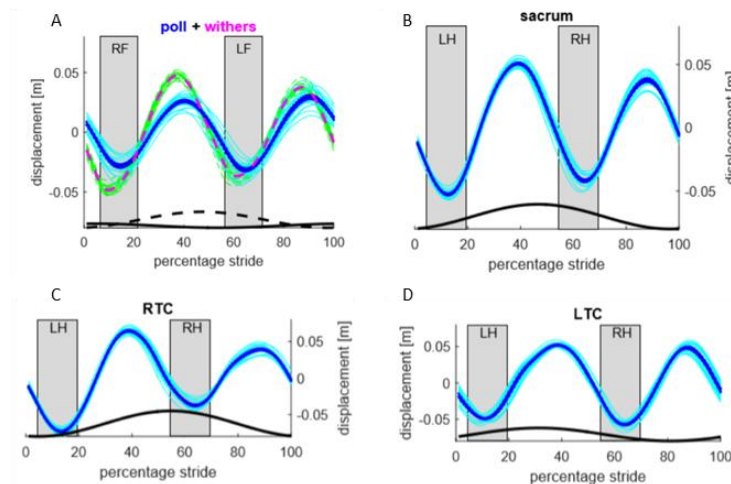 A
poll + withers
RF
LF
displacement [m]
0.05
0
-0.05
0 20 40 60 80 100
percentage stride
B
sacrum
LH
RH
displacement [m]
0.05
0
-0.05
0 20 40 60 80 100
percentage stride
C
RTC
LH
RH
displacement [m]
0.05
0
-0.05
0 20 40 60 80 100
percentage stride
D
LTC
LH
RH
displacement [m]
0.05
0
-0.05
0 20 40 60 80 100
percentage stride